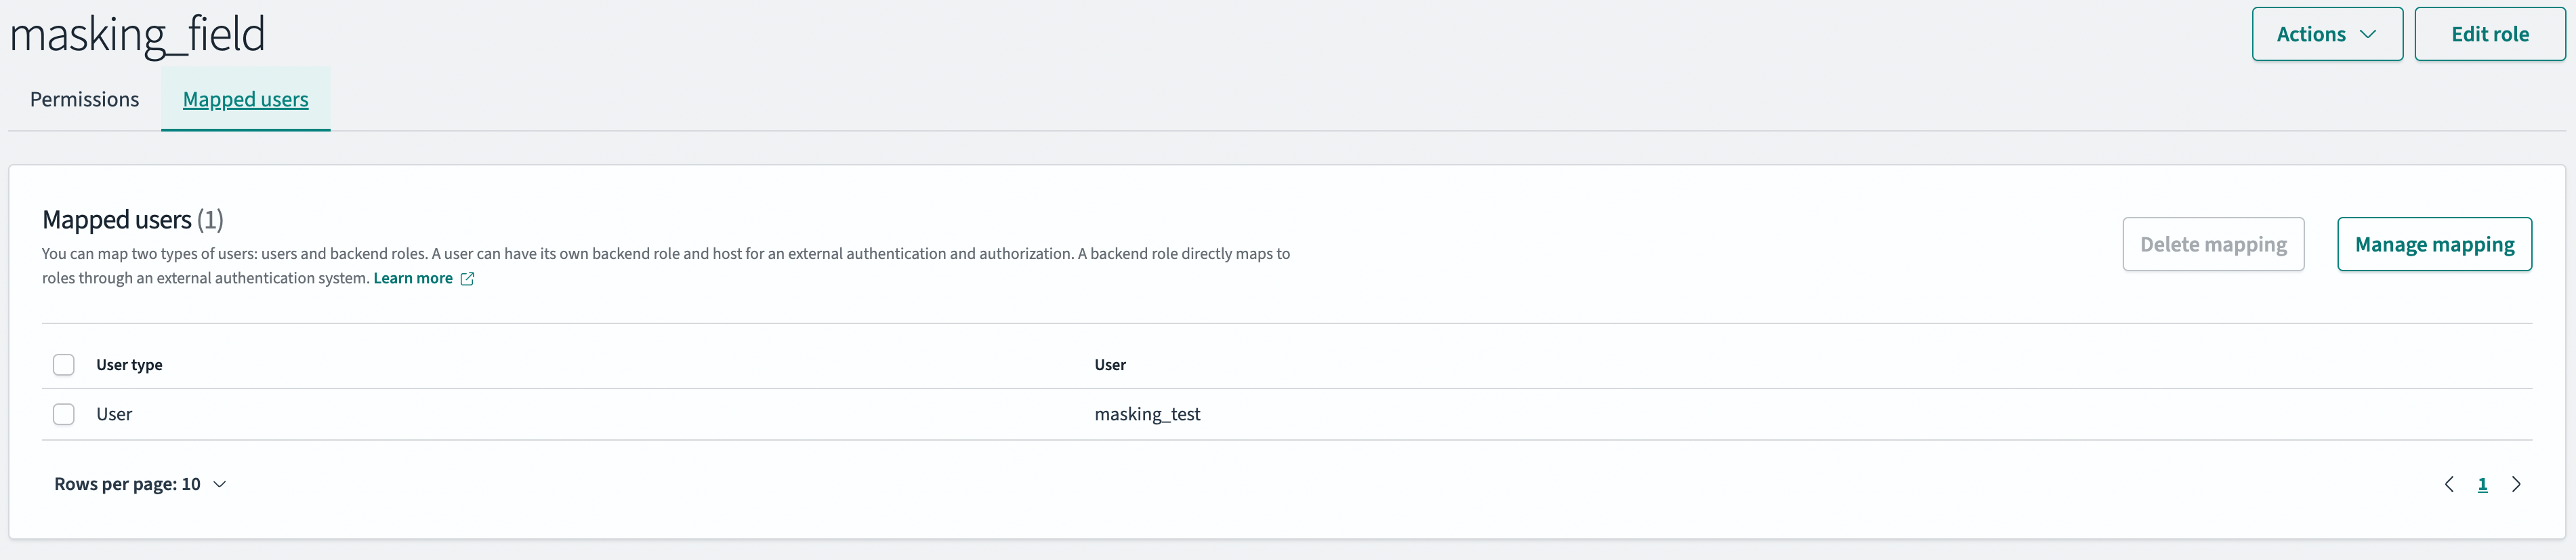 masking_field
Actions
Edit role
Permissions
Mapped users
Mapped users (1)
You can map two types of users: users and backend roles. A user can have its own backend role and host for an external authentication and authorization. A backend role directly maps to
roles through an external authentication system. Learn more
Delete mapping
Manage mapping
User type
User
User
masking_test
Rows per page: 10
1